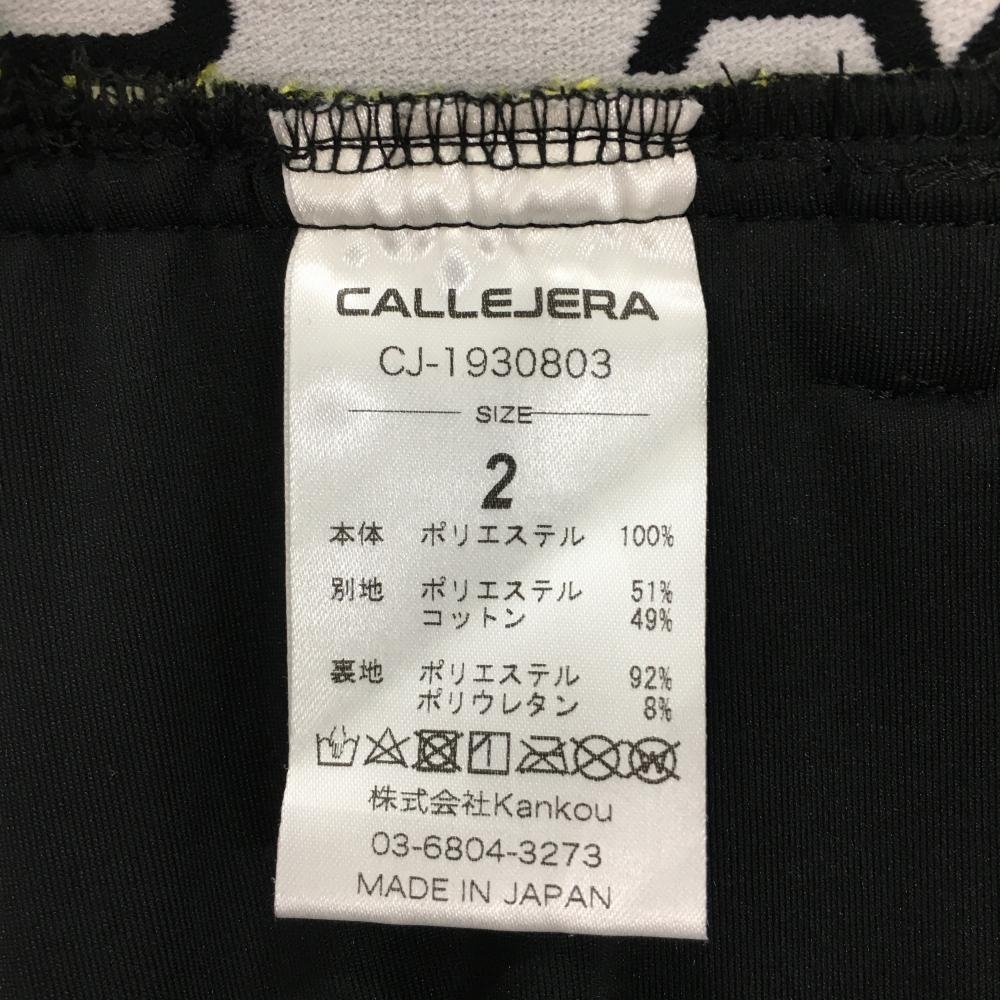 CALLEJERA
CJ-1930803
SIZE
2
本体 ポリエステル 100%
別地 ポリエステル 51%
コットン 49%
裏地 ポリエステル 92%
ポリウレタン 8%
株式会社Kankou
03-6804-3273
MADE IN JAPAN